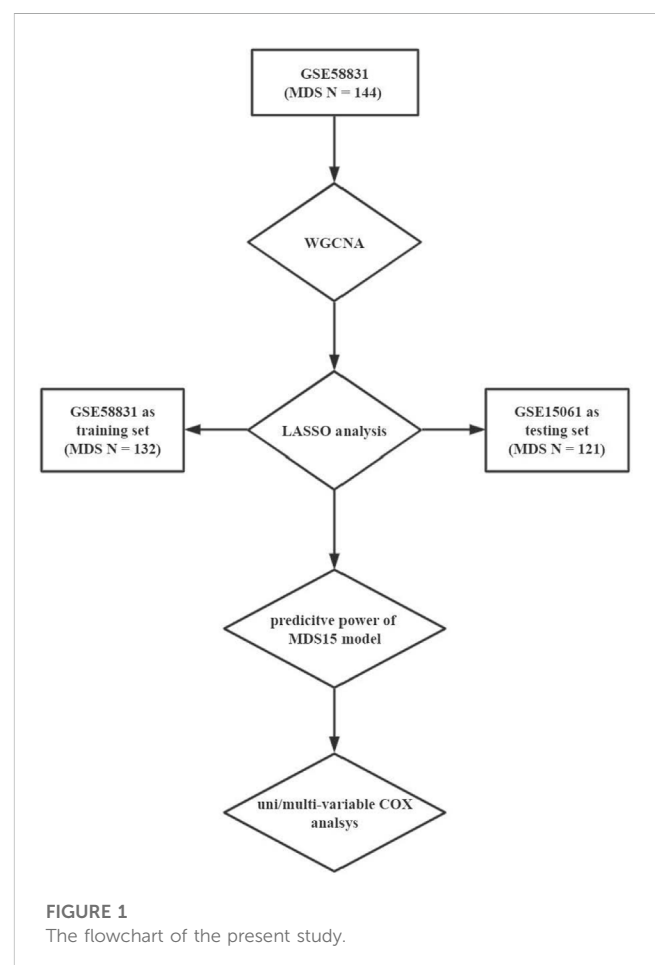 GSE58831
(MDS N = 144)
WGCNA
GSE58831 as
training set
(MDS N = 132)
LASSO analysis
GSE15061 as
testing set
(MDS N = 121)
predicitve power of
MDS15 model
uni/multi-variable COX
analsys
FIGURE 1
The flowchart of the present study.